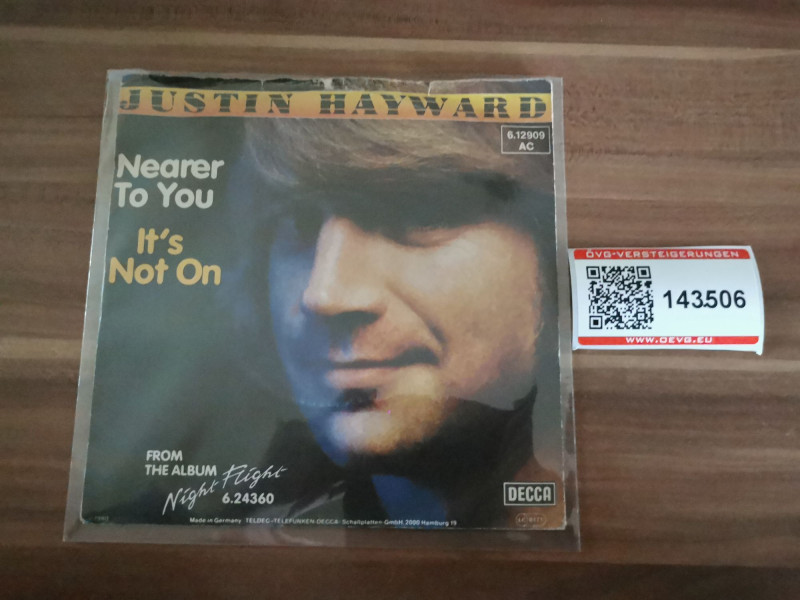 JUSTIN HAYWARD
6.12909
AC
Nearer
To You
It's
Not On
FROM
THE ALBUM
Night Flight
6.24360
DECCA
Made in Germany TELDEC-TELEFUNKEN-DECCA- Schallplatten GmbH, 2000 Hamburg 19
ÖVG-VERSTEIGERUNGEN
143506
WWW.OEVG.EU